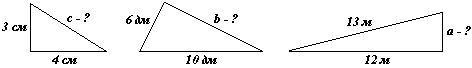 3 см
c - ?
4 см
6 дм
b - ?
10 дм
13 м
a - ?
12 м